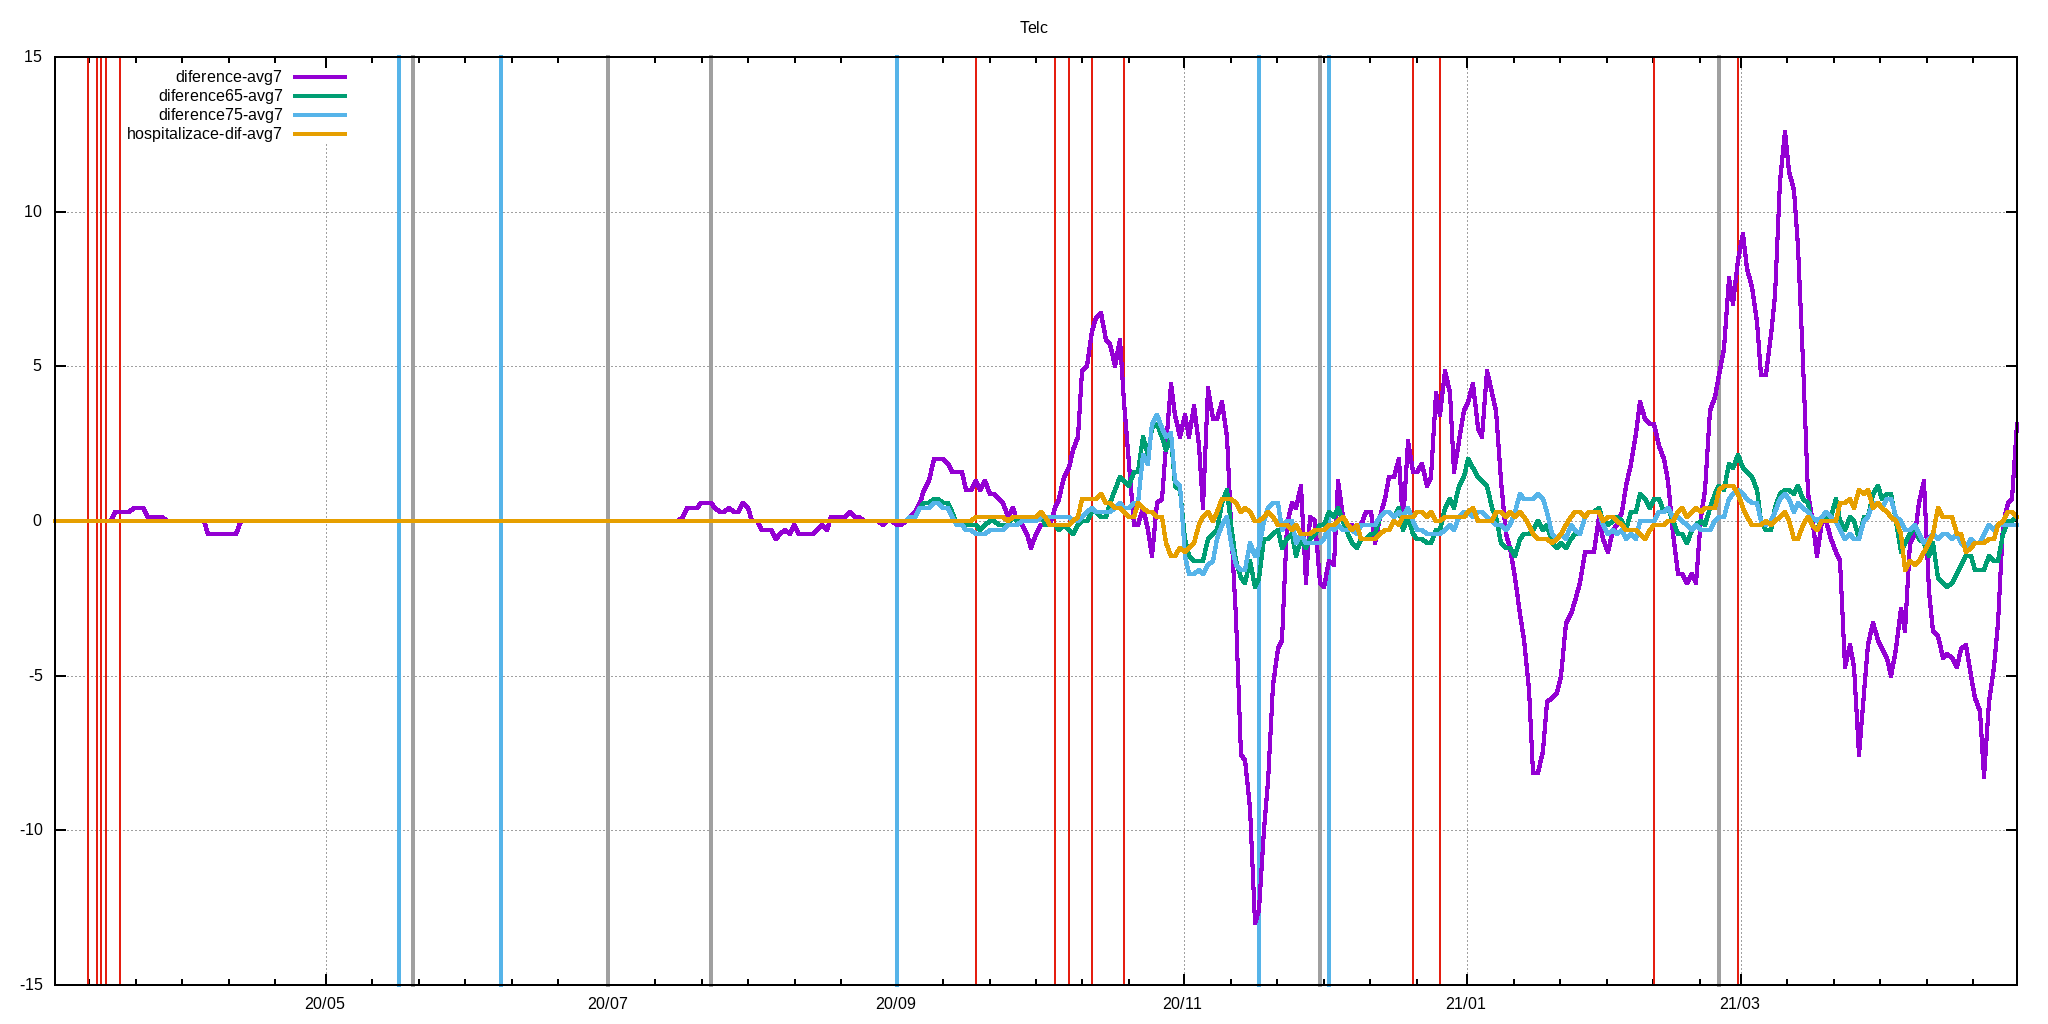 Telc
15
diference-avg7
diference65-avg7
diference75-avg7
hospitalizace-dif-avg7
10
5
0
-5
-10
-15
20/05 20/07 20/09 20/11 21/01 21/03